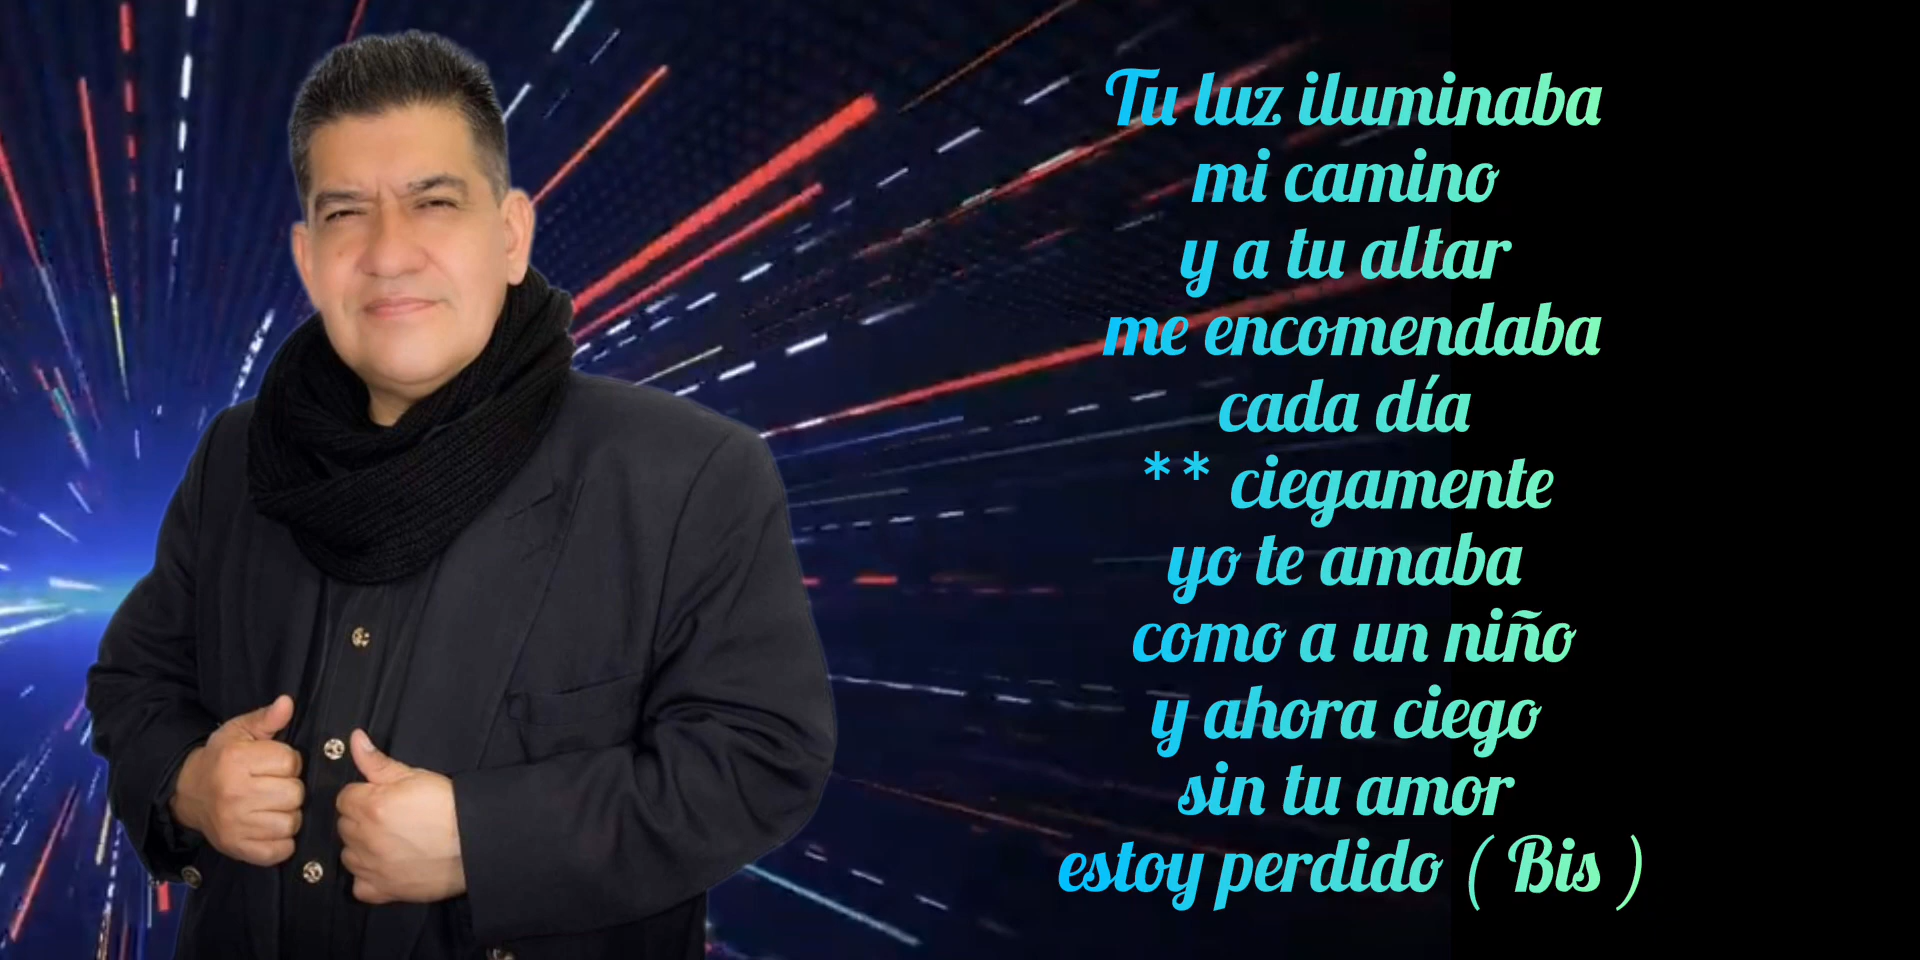 Tu luz iluminaba
mi camino
y a tu altar
me encomendaba
cada día
** ciegamente
yo te amaba
como a un niño
y ahora ciego
sin tu amor
estoy perdido ( Bis )